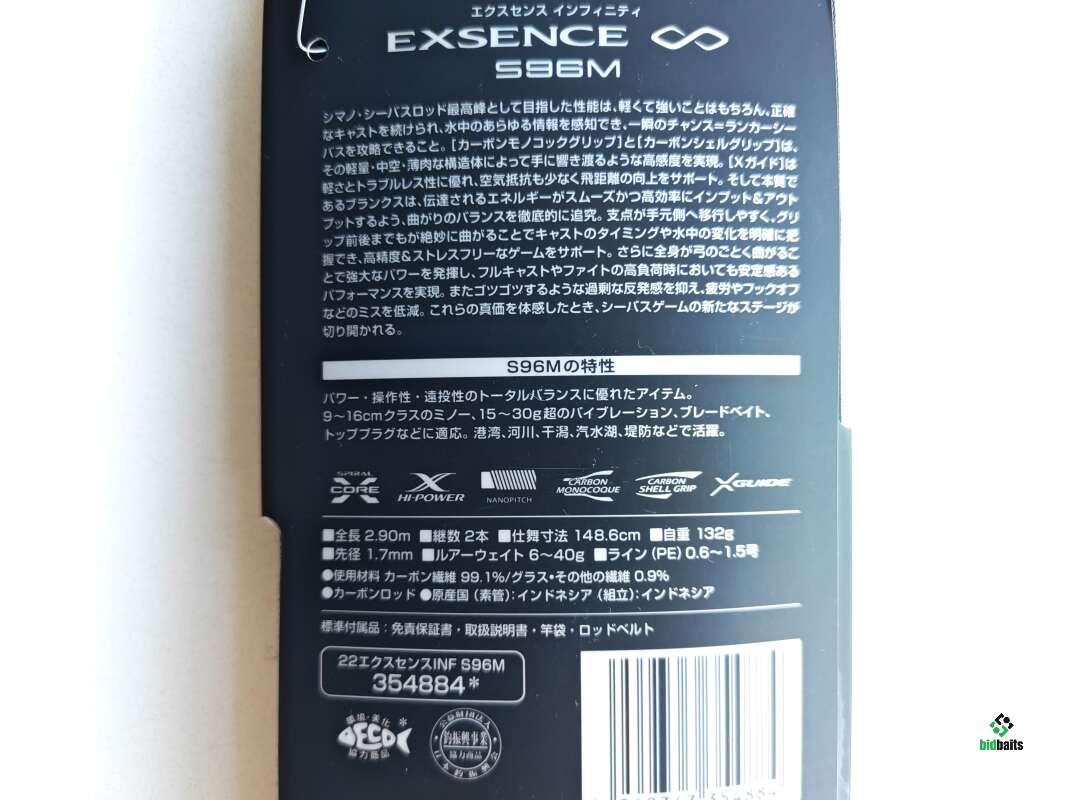 エクスセンス インフィニティ
EXSENCE ∞
S96M
シマノ・シーバスロッド最高峰として目指した性能は、軽くて強いことはもちろん、正確
なキャストを続けられ、水中のあらゆる情報を感知でき、一瞬のチャンス=ランカーシー
バスを攻略できること。[カーボンモノコックグリップ]と[カーボンシェルグリップ]は、
その軽量・中空・薄肉な構造体によって手に響き渡るような高感度を実現。[Xガイド]は
軽さとトラブルレス性に優れ、空気抵抗も少なく飛距離の向上をサポート。そして本質で
あるブランクスは、伝達されるエネルギーがスムーズかつ高効率にインプット&アウト
プットするよう、曲がりのバランスを徹底的に追究。支点が手元側へ移行しやすく、グリ
ップ前後までもが絶妙に曲がることでキャストのタイミングや水中の変化を明確に把
握でき、高精度&ストレスフリーなゲームをサポート。さらに全身が弓のごとく曲がるこ
とで強大なパワーを発揮し、フルキャストやファイトの高負荷時においても安定感ある
パフォーマンスを実現。またゴツゴツするような過剰な反発感を抑え、疲労やフックオフ
などのミスを低減。これらの真価を体感したとき、シーバスゲームの新たなステージが
切り開かれる。
S96Mの特性
パワー・操作性・遠投性のトータルバランスに優れたアイテム。
9〜16cmクラスのミノー、15〜30g超のバイブレーション、ブレードベイト、
トッププラグなどに適応。港湾、河川、干潟、汽水湖、堤防などで活躍。
SPIRAL X CORE X HI-POWER NANOPITCH CARBON MONOCOQUE CARBON SHELL GRIP XGUIDE
■全長 2.90m ■継数 2本 ■仕舞寸法 148.6cm ■自重 132g
■先径 1.7mm ■ルアーウェイト 6〜40g ■ライン(PE) 0.6〜1.5号
●使用材料 カーボン繊維 99.1%/グラス・その他の繊維 0.9%
●カーボンロッド ●原産国(素管):インドネシア(組立):インドネシア
標準付属品:免責保証書・取扱説明書・竿袋・ロッドベルト
22エクスセンスINF S96M
354884*
環境・美化 *
ECO
協力商品
公益財団法人
釣振興事業
協力商品
日本釣振興会
bidbaits